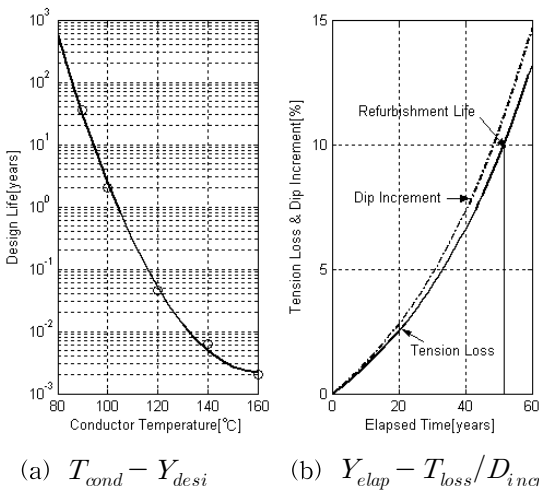 10³
10²
10¹
10⁰
10⁻¹
10⁻²
10⁻³
Design Life[years]
80 100 120 140 160
Conductor Temperature[℃]
(a) T_cond − Y_desi
15
10
5
0
Tension Loss & Dip Increment[%]
Refurbishment Life
Dip Increment
Tension Loss
0 20 40 60
Elapsed Time[years]
(b) Y_elap − T_loss/D_incr